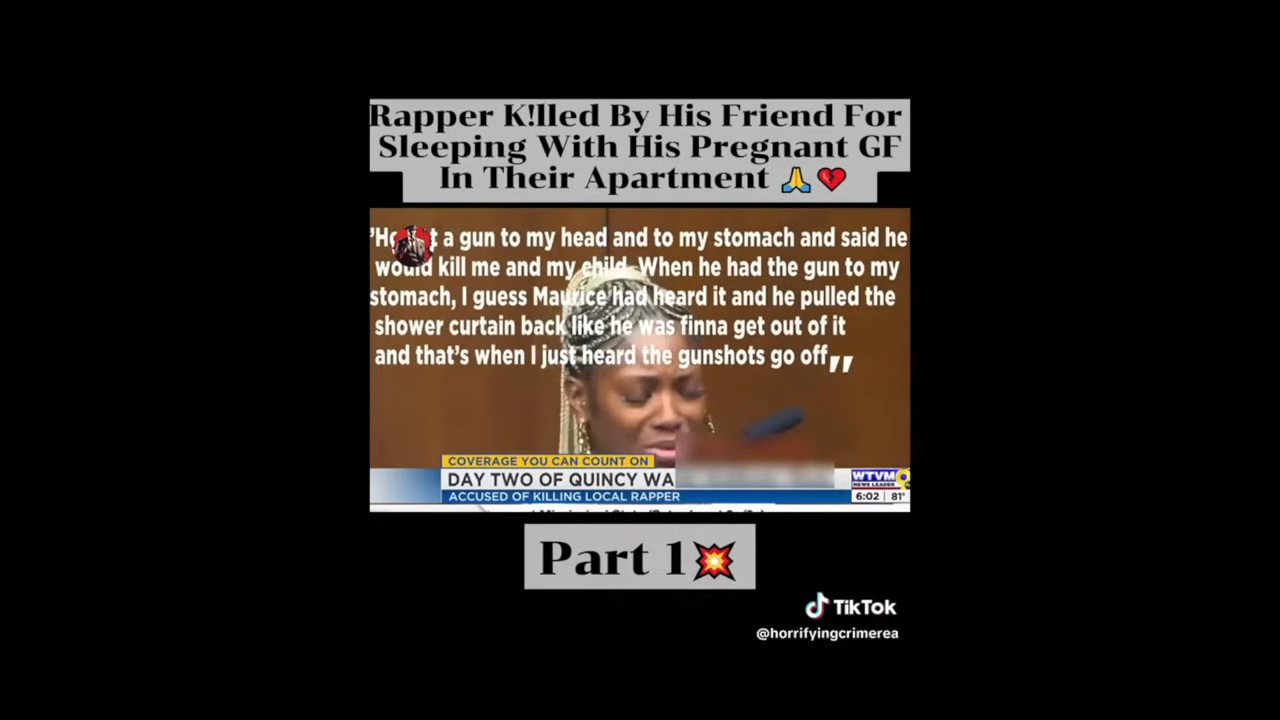 Rapper K!lled By His Friend For
Sleeping With His Pregnant GF
In Their Apartment 🙏💔
a gun to my head and to my stomach and said he
would kill me and my child. When he had the gun to my
stomach, I guess Maurice had heard it and he pulled the
shower curtain back like he was finna get out of it
and that's when I just heard the gunshots go off,,
COVERAGE YOU CAN COUNT ON
DAY TWO OF QUINCY WA
ACCUSED OF KILLING LOCAL RAPPER
WTVM 9
NEWS LEADER
6:02 81°
Part 1💥
TikTok
@horrifyingcrimerea